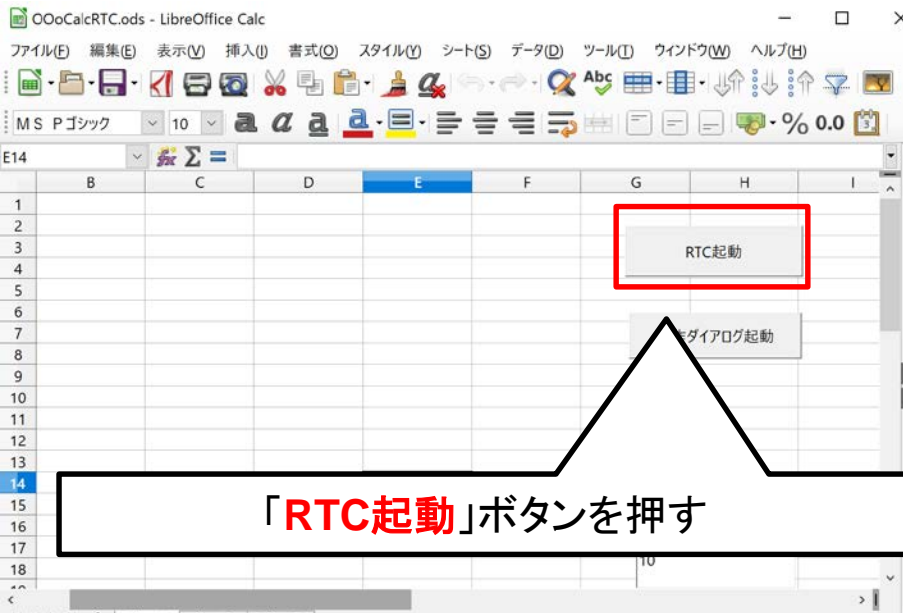 OOoCalcRTC.ods - LibreOffice Calc
ファイル(F) 編集(E) 表示(V) 挿入(I) 書式(O) スタイル(Y) シート(S) データ(D) ツール(T) ウィンドウ(W) ヘルプ(H)
Abc
MS Pゴシック 10 a a a a % 0.0
E14 fx Σ =
B C D E F G H I
1
2
3
RTC起動
4
5
6
7
ダイアログ起動
8
9
10
11
12
13
14
15
「RTC起動」ボタンを押す
16
17
18 10